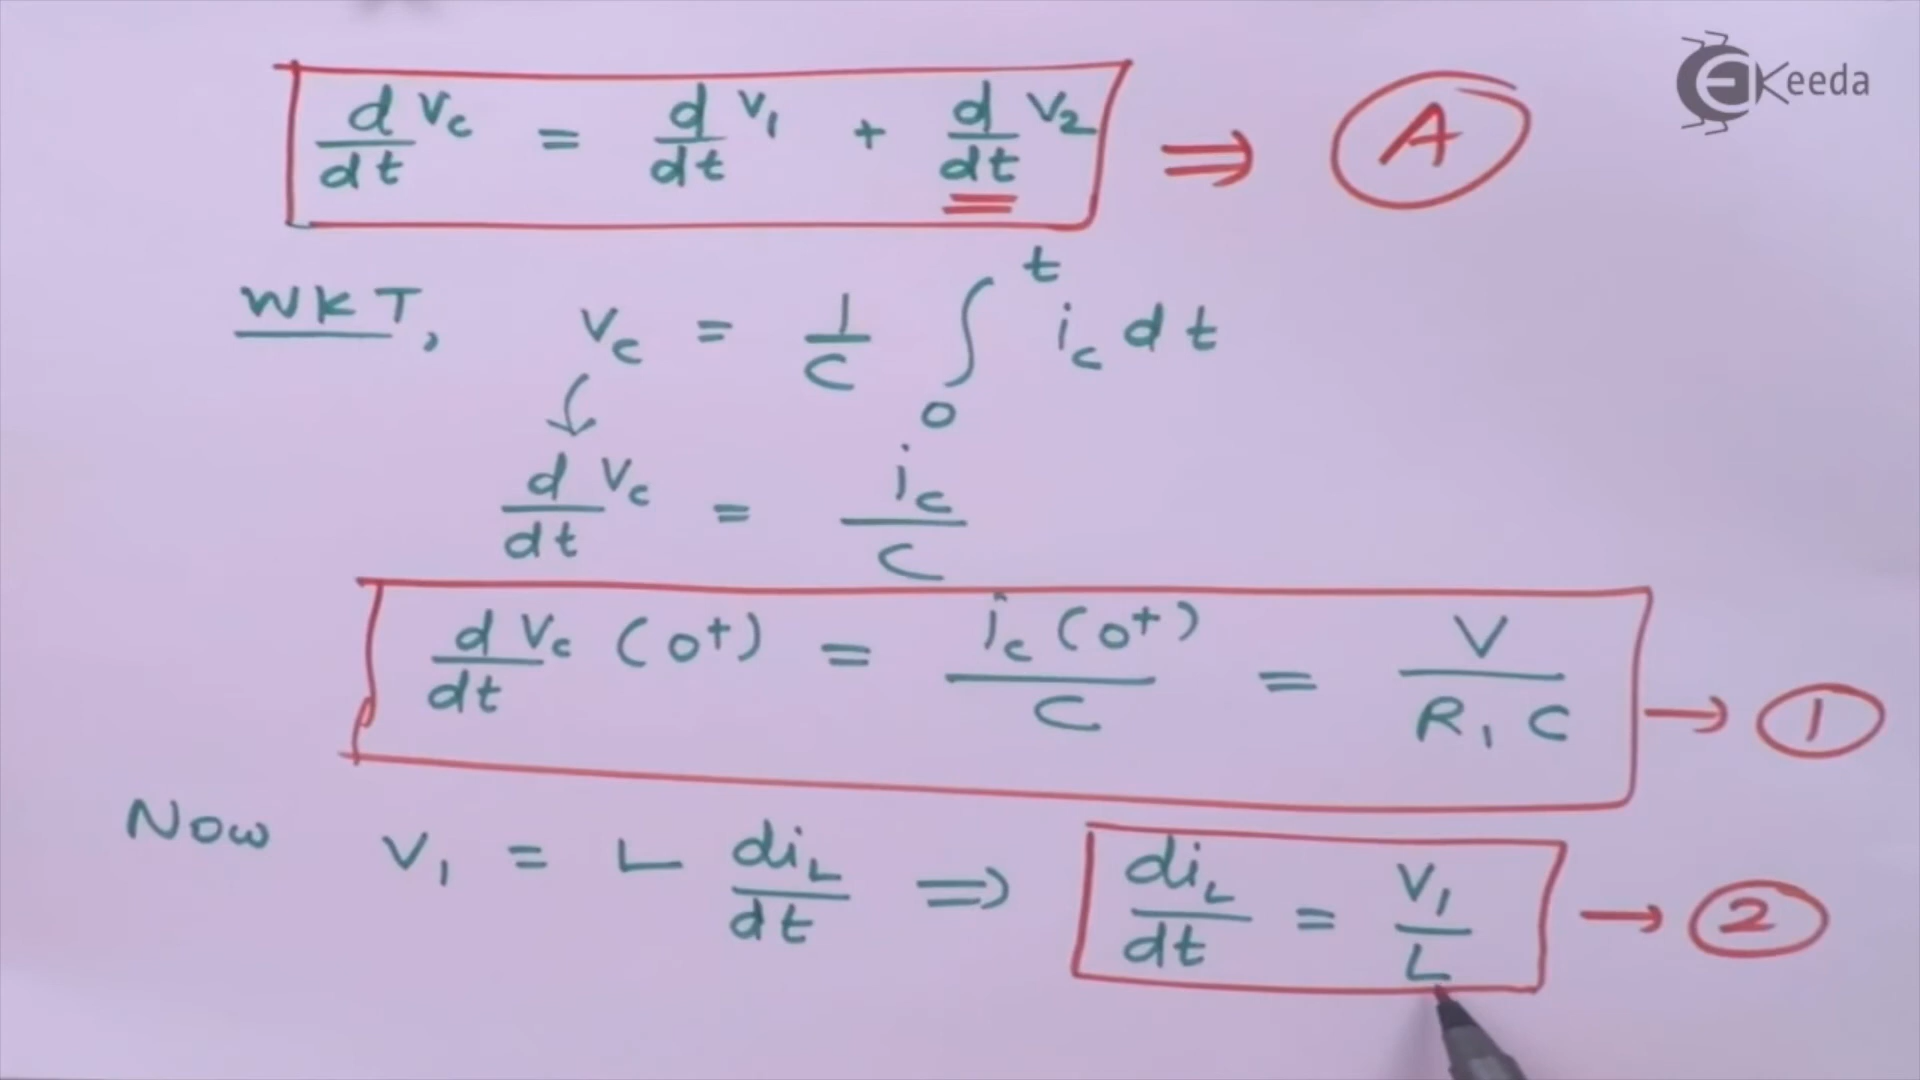 EKeeda
d/dt Vc = d/dt V1 + d/dt V2 ⇒ A
WKT, Vc = 1/C ∫₀ᵗ ic dt
↓
d/dt Vc = ic/C
d/dt Vc (0⁺) = ic(0⁺)/C = V/R1C → 1
Now V1 = L diL/dt ⇒ diL/dt = V1/L → 2